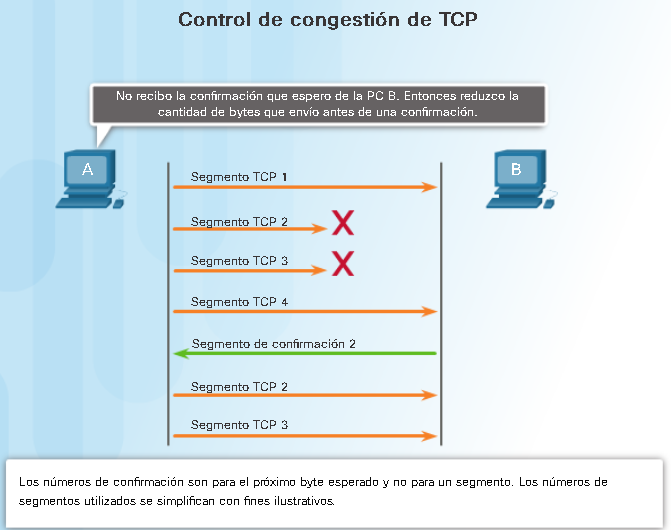 Control de congestión de TCP
No recibo la confirmación que espero de la PC B. Entonces reduzco la
cantidad de bytes que envío antes de una confirmación.
A
B
Segmento TCP 1
Segmento TCP 2
X
Segmento TCP 3
X
Segmento TCP 4
Segmento de confirmación 2
Segmento TCP 2
Segmento TCP 3
Los números de confirmación son para el próximo byte esperado y no para un segmento. Los números de
segmentos utilizados se simplifican con fines ilustrativos.